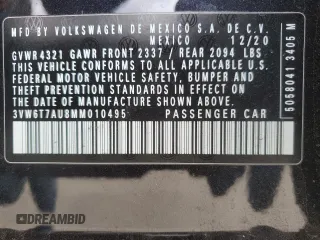 MFD BY VOLKSWAGEN DE MEXICO S.A. DE C.V.
MEXICO 12/20
GVWR 4321 GAWR FRONT 2337 / REAR 2094 LBS
THIS VEHICLE CONFORMS TO ALL APPLICABLE
FEDERAL MOTOR VEHICLE SAFETY, BUMPER AND
THEFT PREVENTION STANDARDS IN EFFECT ON
THE DATE OF MANUFACTURE SHOWN ABOVE.
3VW6T7AU8MM010495 PASSENGER CAR
5058041 3405 M
DREAMBID